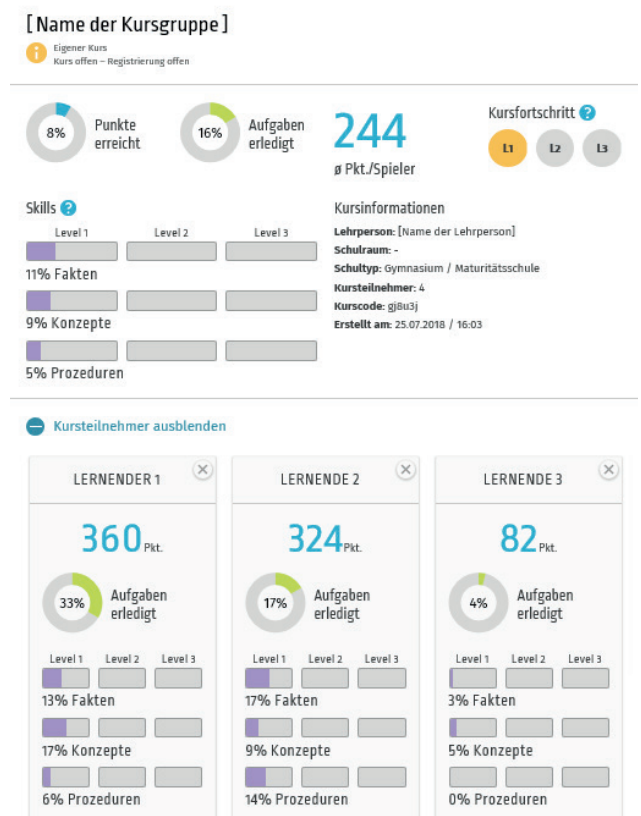 [Name der Kursgruppe]
i
Eigener Kurs
Kurs offen – Registrierung offen
8%
Punkte
erreicht
16%
Aufgaben
erledigt
244
ø Pkt./Spieler
Kursfortschritt ?
L1 L2 L3
Skills ?
Level 1 Level 2 Level 3
11% Fakten
9% Konzepte
5% Prozeduren
Kursinformationen
Lehrperson: [Name der Lehrperson]
Schulraum: -
Schultyp: Gymnasium / Maturitätsschule
Kursteilnehmer: 4
Kurscode: gj8u3j
Erstellt am: 25.07.2018 / 16:03
Kursteilnehmer ausblenden
LERNENDER 1
360 Pkt.
33%
Aufgaben
erledigt
Level 1 Level 2 Level 3
13% Fakten
17% Konzepte
6% Prozeduren
LERNENDE 2
324 Pkt.
17%
Aufgaben
erledigt
Level 1 Level 2 Level 3
17% Fakten
9% Konzepte
14% Prozeduren
LERNENDE 3
82 Pkt.
4%
Aufgaben
erledigt
Level 1 Level 2 Level 3
3% Fakten
5% Konzepte
0% Prozeduren